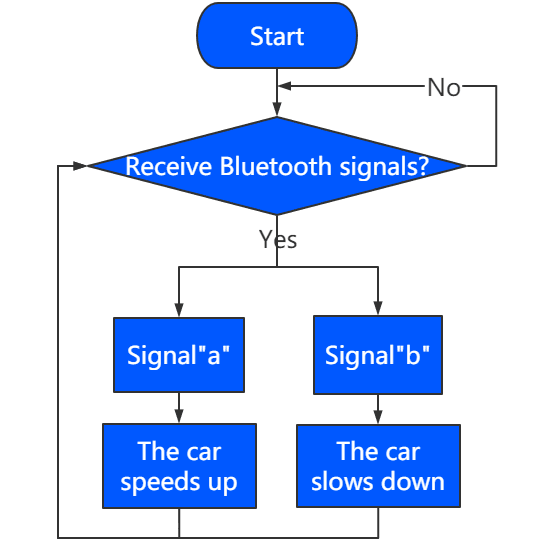 Start
No
Receive Bluetooth signals?
Yes
Signal"a"
Signal"b"
The car
speeds up
The car
slows down